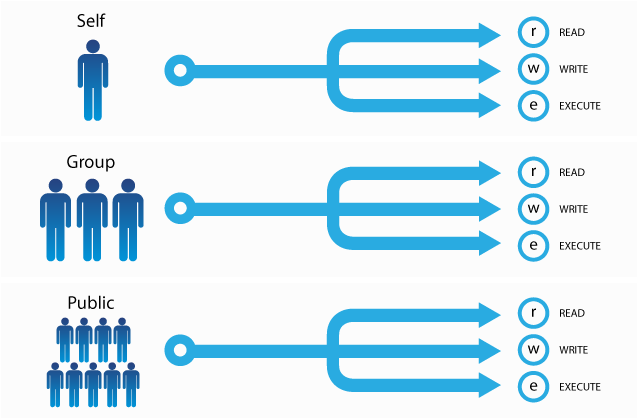 Self
r READ
w WRITE
e EXECUTE
Group
r READ
w WRITE
e EXECUTE
Public
r READ
w WRITE
e EXECUTE